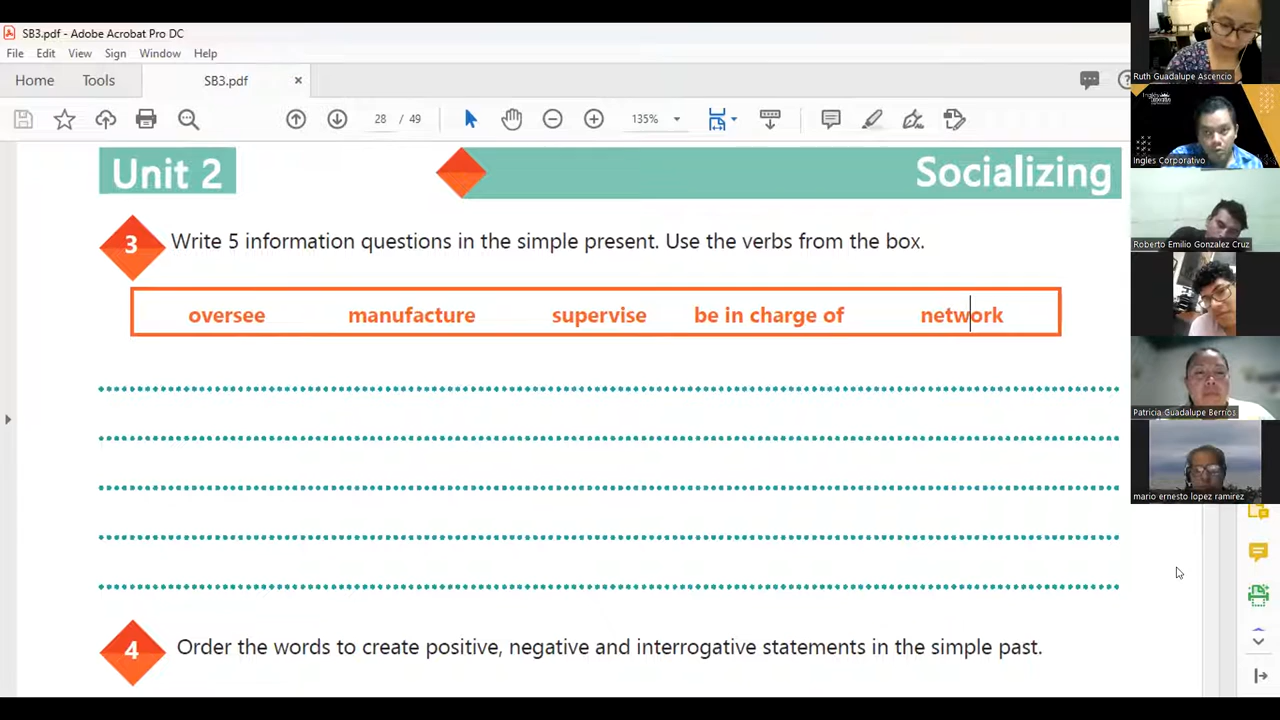 SB3.pdf - Adobe Acrobat Pro DC
File Edit View Sign Window Help
Home Tools SB3.pdf ×
28 / 49 135%
Unit 2 Socializing
3 Write 5 information questions in the simple present. Use the verbs from the box.
oversee manufacture supervise be in charge of network
4 Order the words to create positive, negative and interrogative statements in the simple past.
Ruth Guadalupe Ascencio
Ingles Corporativo
Roberto Emilio Gonzalez Cruz
Patricia Guadalupe Berrios
mario ernesto lopez ramirez